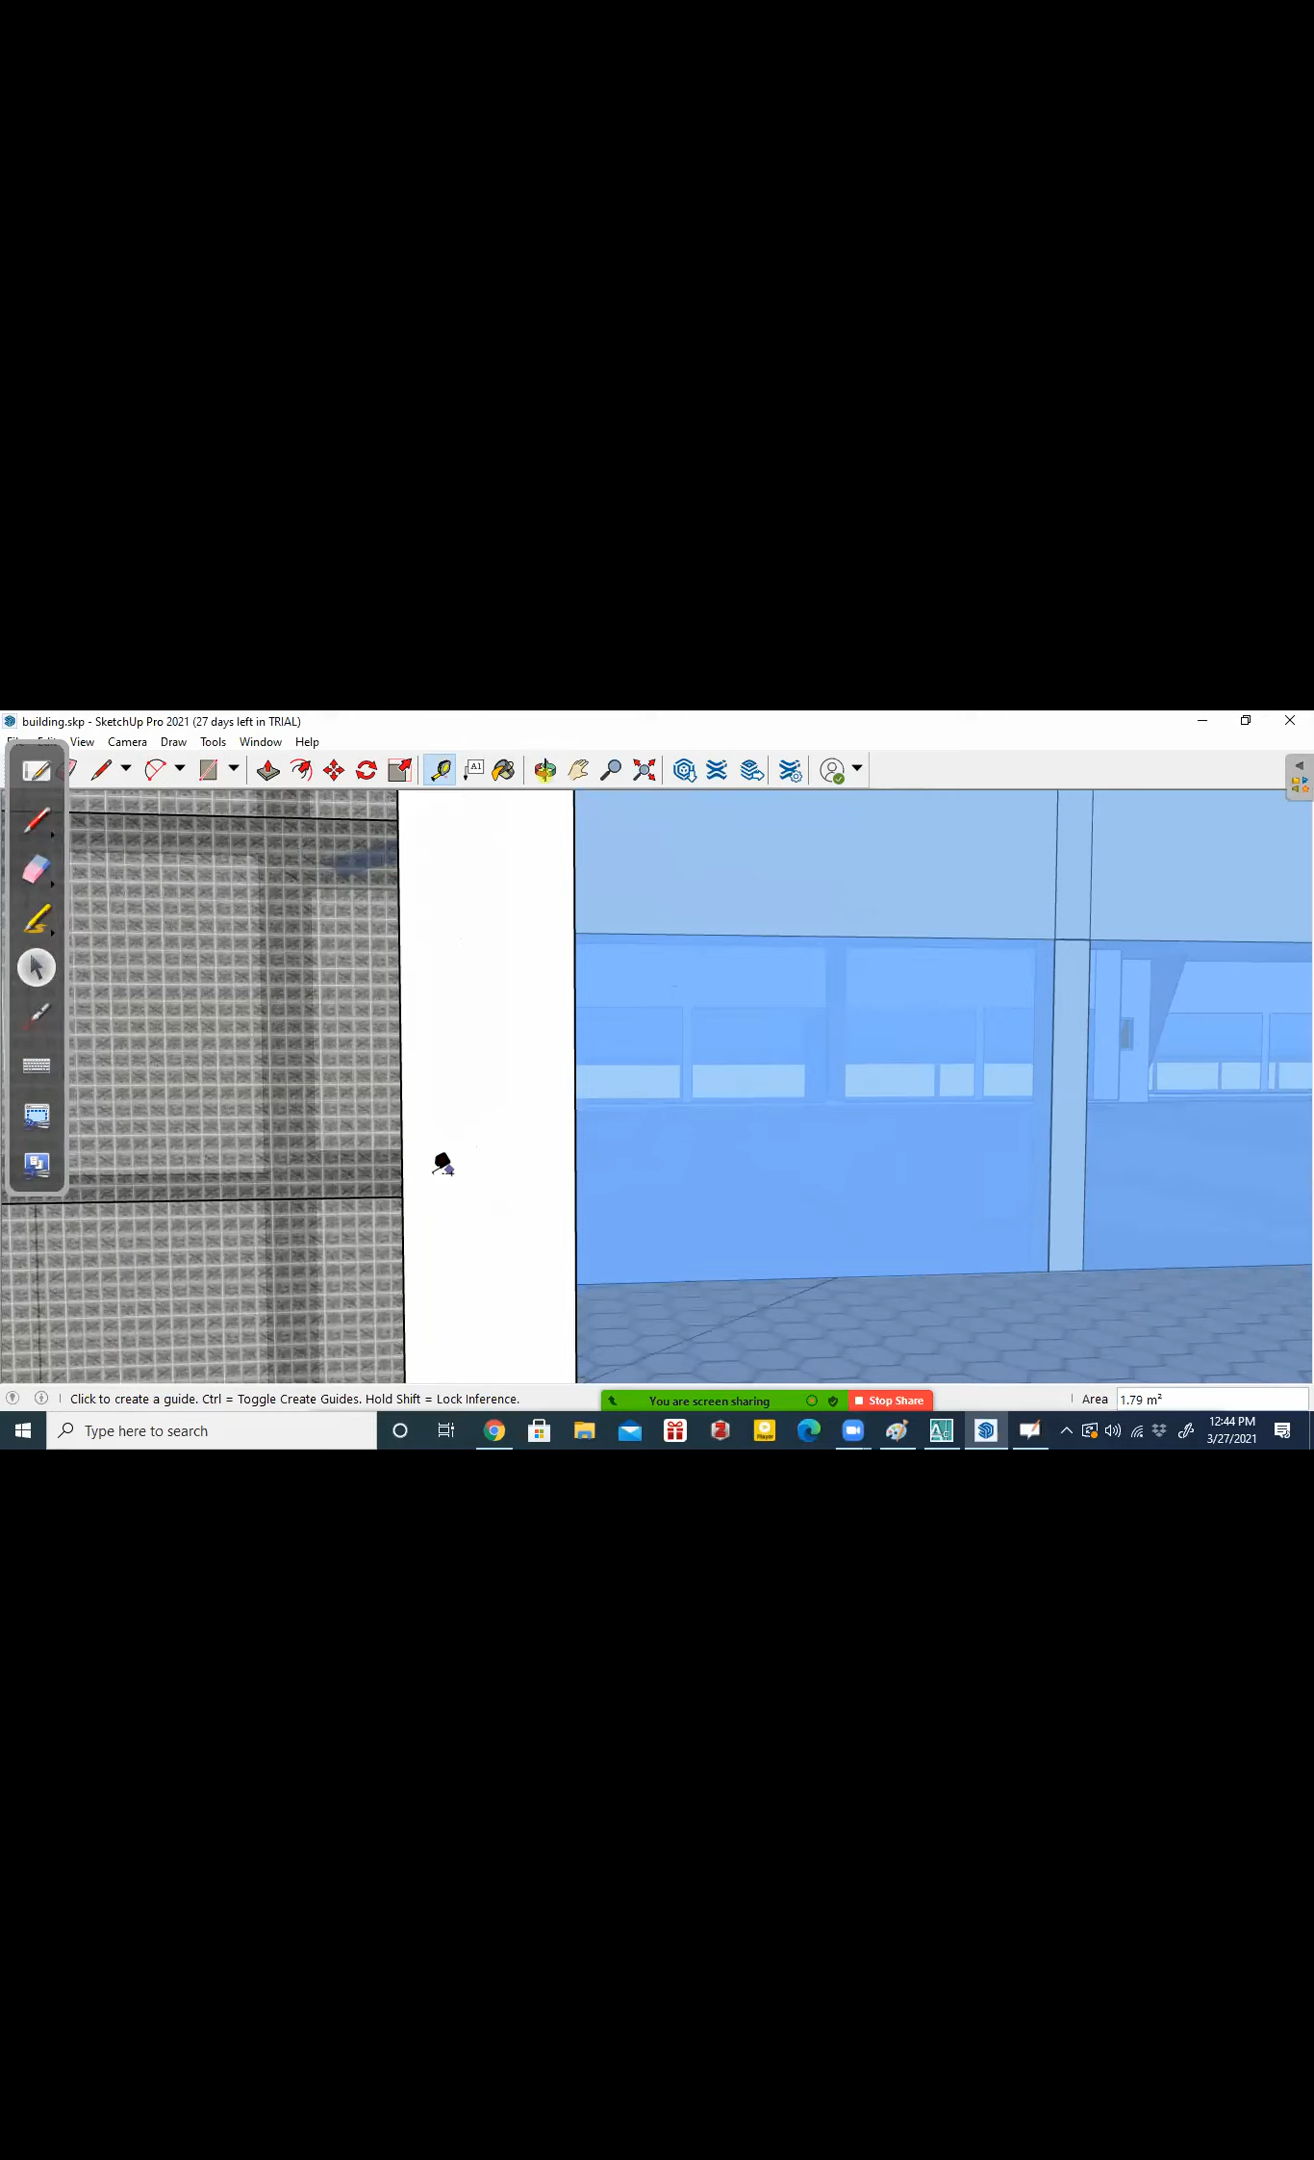 building.skp - SketchUp Pro 2021 (27 days left in TRIAL)
View Camera Draw Tools Window Help
A1
Click to create a guide. Ctrl = Toggle Create Guides. Hold Shift = Lock Inference.
You are screen sharing
Stop Share
Area 1.79 m²
Type here to search
Player
12:44 PM
3/27/2021